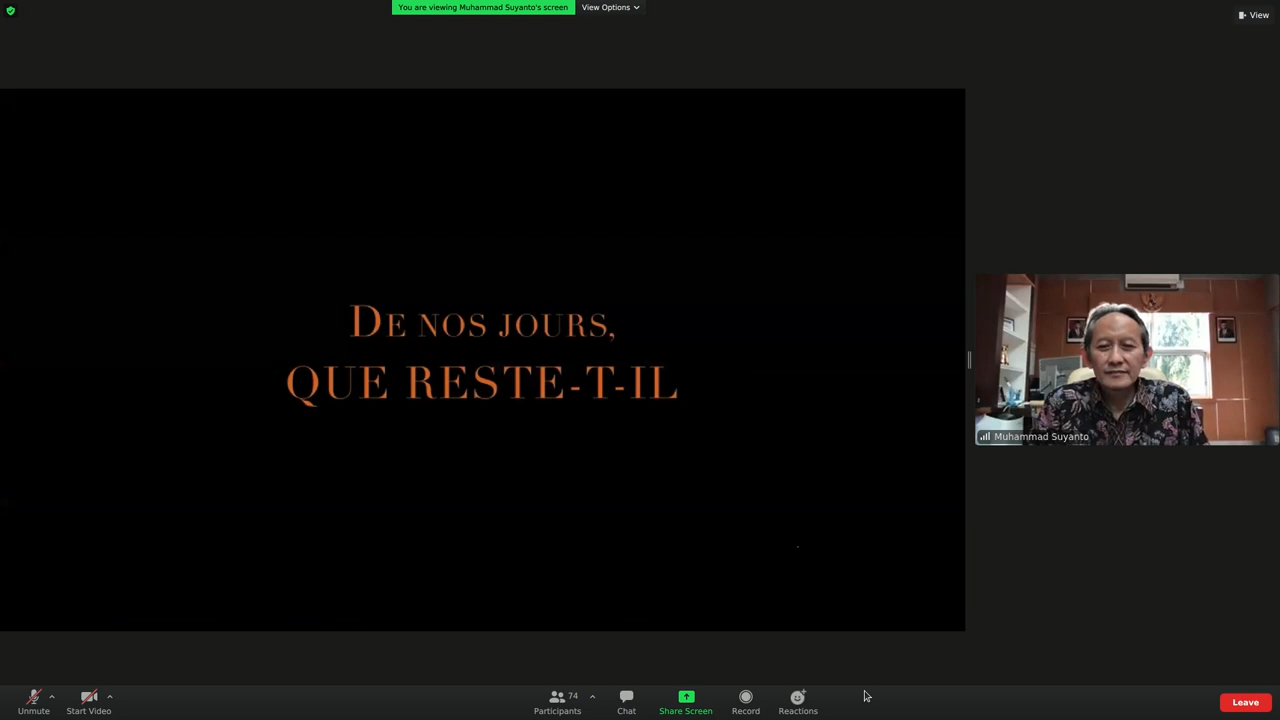 You are viewing Muhammad Suyanto's screen View Options
View
DE NOS JOURS,
QUE RESTE-T-IL
Muhammad Suyanto
Unmute
Start Video
74
Participants
Chat
Share Screen
Record
Reactions
Leave